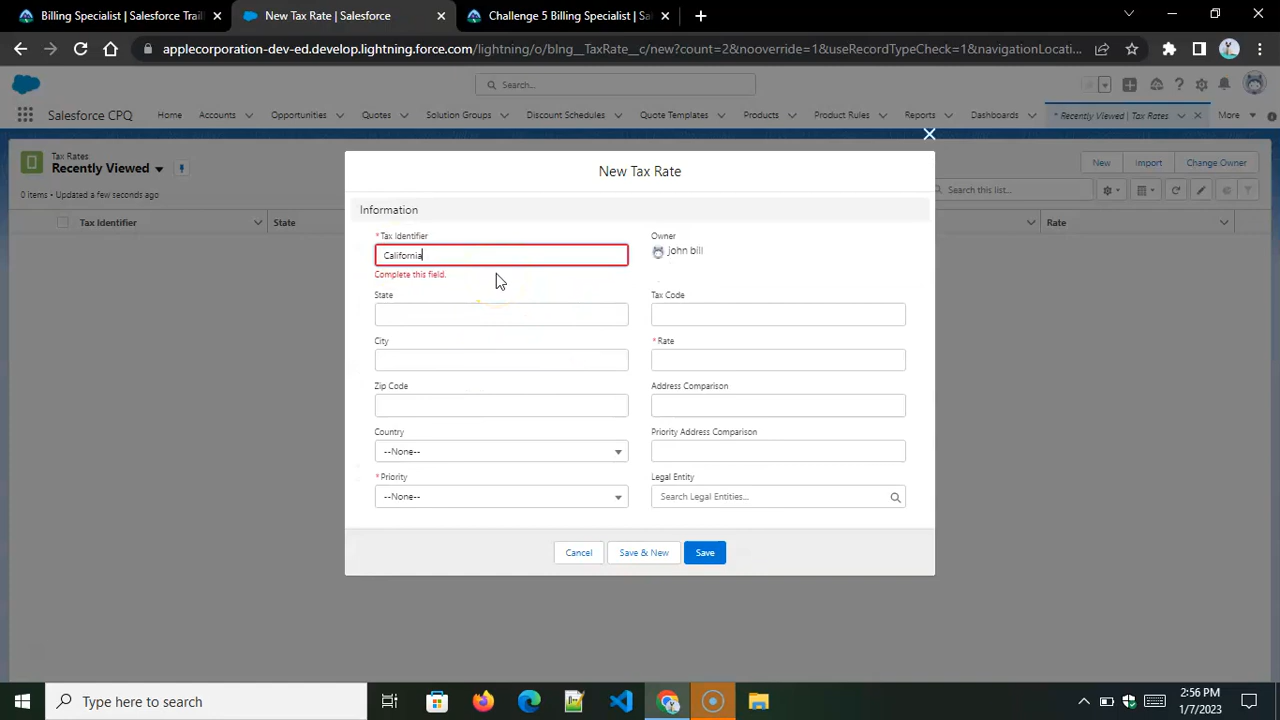 Billing Specialist | Salesforce Trail
New Tax Rate | Salesforce
Challenge 5 Billing Specialist | Sa
applecorporation-dev-ed.develop.lightning.force.com/lightning/o/blng__TaxRate__c/new?count=2&nooverride=1&useRecordTypeCheck=1&navigationLocati...
Search...
Salesforce CPQ
Home
Accounts
Opportunities
Quotes
Solution Groups
Discount Schedules
Quote Templates
Products
Product Rules
Reports
Dashboards
* Recently Viewed | Tax Rates
More
Tax Rates
Recently Viewed
New
Import
Change Owner
0 items • Updated a few seconds ago
Search this list...
Tax Identifier
State
Rate
New Tax Rate
Information
*Tax Identifier
California
Complete this field.
Owner
john bill
State
Tax Code
City
*Rate
Zip Code
Address Comparison
Country
--None--
Priority Address Comparison
*Priority
--None--
Legal Entity
Search Legal Entities...
Cancel
Save & New
Save
Type here to search
2:56 PM
1/7/2023